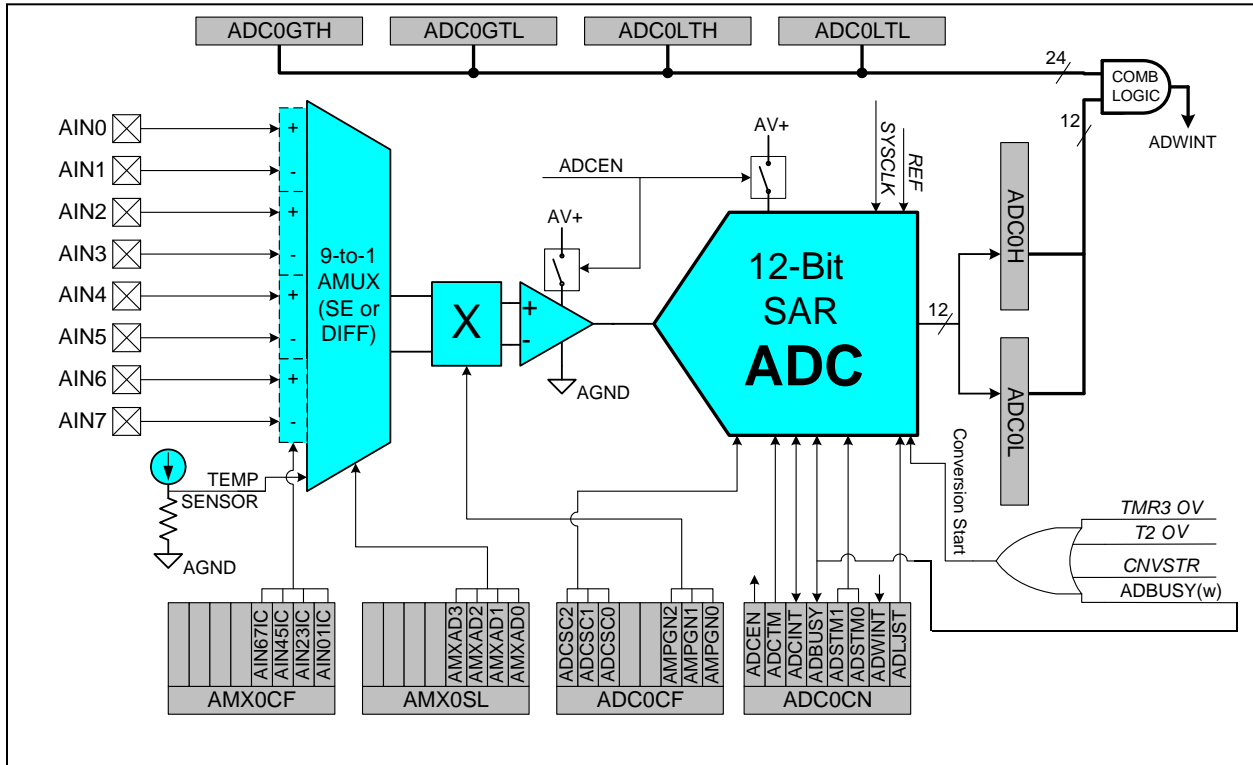 ADC0GTH
ADC0GTL
ADC0LTH
ADC0LTL
24
COMB
LOGIC
12
ADWINT
AIN0
AIN1
AIN2
AIN3
AIN4
AIN5
AIN6
AIN7
+
-
+
-
+
-
+
-
9-to-1
AMUX
(SE or
DIFF)
TEMP
SENSOR
AGND
X
+
-
AV+
AGND
ADCEN
AV+
SYSCLK
REF
12-Bit
SAR
ADC
12
ADC0H
ADC0L
Conversion Start
TMR3 OV
T2 OV
CNVSTR
ADBUSY(w)
AIN67IC
AIN45IC
AIN23IC
AIN01IC
AMX0CF
AMXAD3
AMXAD2
AMXAD1
AMXAD0
AMX0SL
ADCSC2
ADCSC1
ADCSC0
AMPGN2
AMPGN1
AMPGN0
ADC0CF
ADCEN
ADCTM
ADCINT
ADBUSY
ADSTM1
ADSTM0
ADWINT
ADLJST
ADC0CN